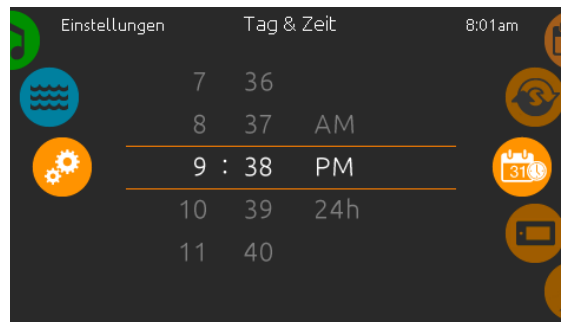 Einstellungen Tag & Zeit 8:01am
7 36
8 37 AM
9 : 38 PM
10 39 24h
11 40
31